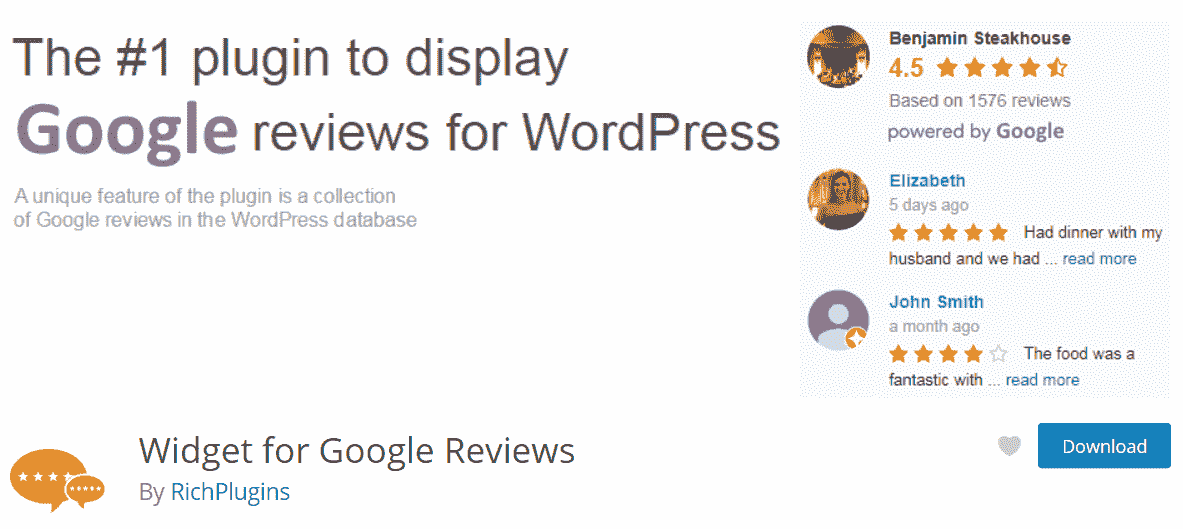 The #1 plugin to display
Google reviews for WordPress
A unique feature of the plugin is a collection
of Google reviews in the WordPress database
Benjamin Steakhouse
4.5
Based on 1576 reviews
powered by Google
Elizabeth
5 days ago
Had dinner with my
husband and we had ... read more
John Smith
a month ago
The food was a
fantastic with ... read more
Widget for Google Reviews
Download
By RichPlugins